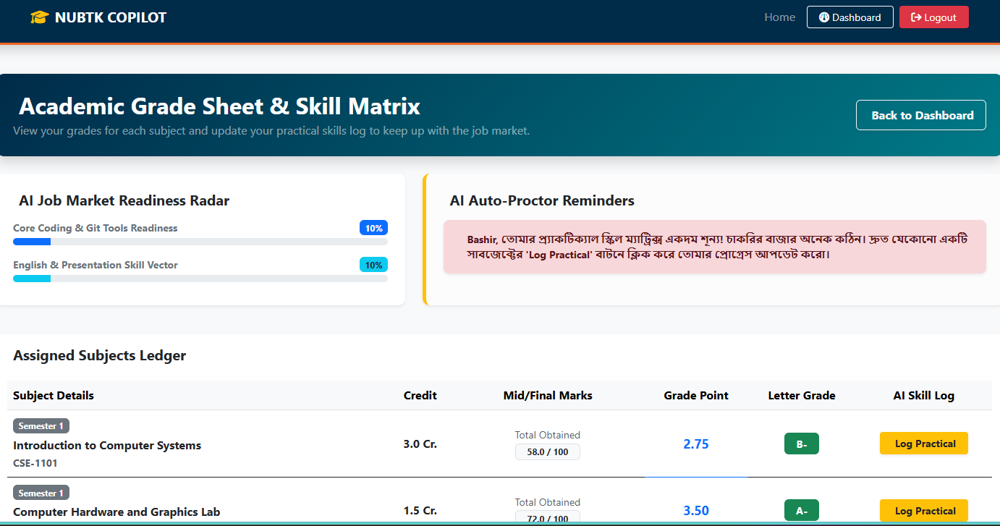 NUBTK COPILOT
Home
Dashboard
Logout
Academic Grade Sheet & Skill Matrix
View your grades for each subject and update your practical skills log to keep up with the job market.
Back to Dashboard
AI Job Market Readiness Radar
Core Coding & Git Tools Readiness
10%
English & Presentation Skill Vector
10%
AI Auto-Proctor Reminders
Bashir, তোমার প্র্যাকটিক্যাল স্কিল ম্যাট্রিক্স একদম শূন্য! চাকরির বাজার অনেক কঠিন। দ্রুত যেকোনো একটি
সাবজেক্টের 'Log Practical' বাটনে ক্লিক করে তোমার প্রোগ্রেস আপডেট করো।
Assigned Subjects Ledger
Subject Details Credit Mid/Final Marks Grade Point Letter Grade AI Skill Log
Semester 1
Introduction to Computer Systems
CSE-1101
3.0 Cr.
Total Obtained
58.0 / 100
2.75
B-
Log Practical
Semester 1
Computer Hardware and Graphics Lab
1.5 Cr.
Total Obtained
72.0 / 100
3.50
A-
Log Practical